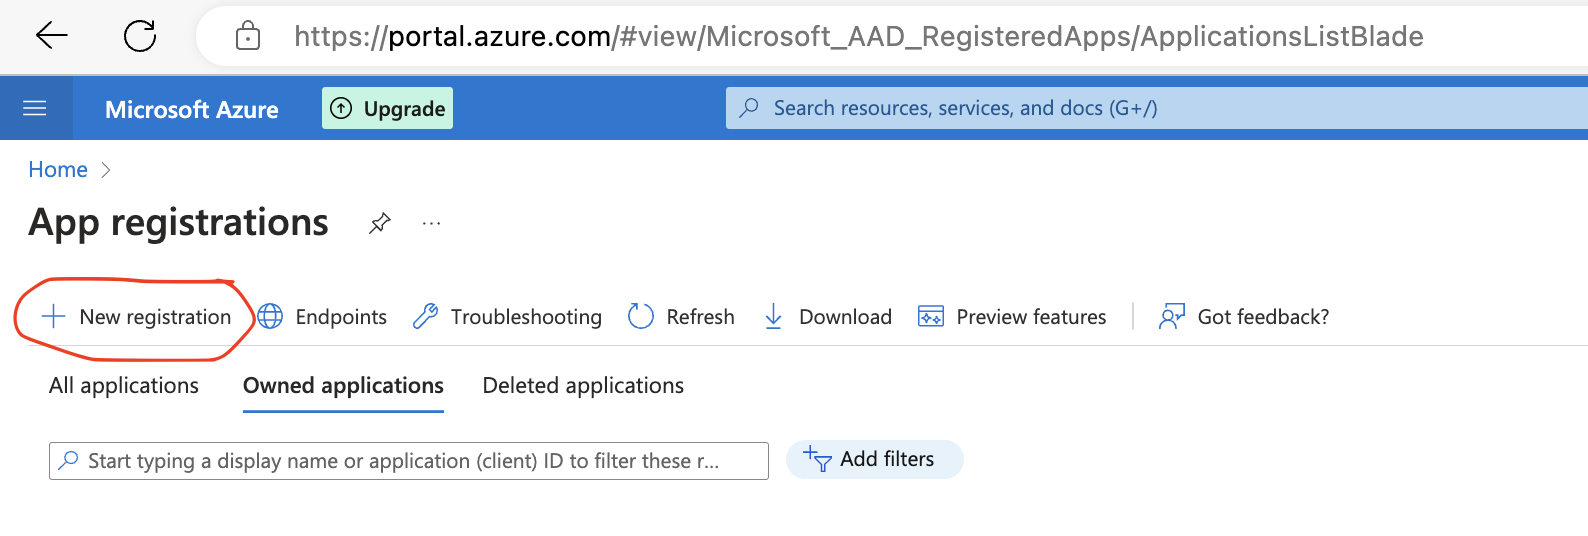 https://portal.azure.com/#view/Microsoft_AAD_RegisteredApps/ApplicationsListBlade
Microsoft Azure Upgrade Search resources, services, and docs (G+/)
Home >
App registrations ...
+ New registration Endpoints Troubleshooting Refresh Download Preview features Got feedback?
All applications Owned applications Deleted applications
Start typing a display name or application (client) ID to filter these r... Add filters